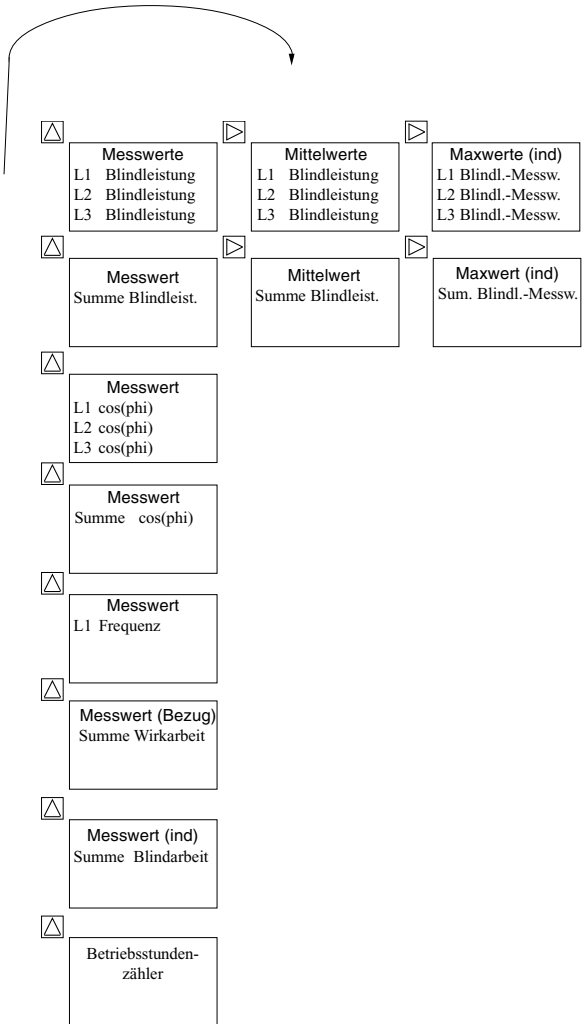 Messwerte
L1 Blindleistung
L2 Blindleistung
L3 Blindleistung
Mittelwerte
L1 Blindleistung
L2 Blindleistung
L3 Blindleistung
Maxwerte (ind)
L1 Blindl.-Messw.
L2 Blindl.-Messw.
L3 Blindl.-Messw.
Messwert
Summe Blindleist.
Mittelwert
Summe Blindleist.
Maxwert (ind)
Sum. Blindl.-Messw.
Messwert
L1 cos(phi)
L2 cos(phi)
L3 cos(phi)
Messwert
Summe cos(phi)
Messwert
L1 Frequenz
Messwert (Bezug)
Summe Wirkarbeit
Messwert (ind)
Summe Blindarbeit
Betriebsstunden-
zähler